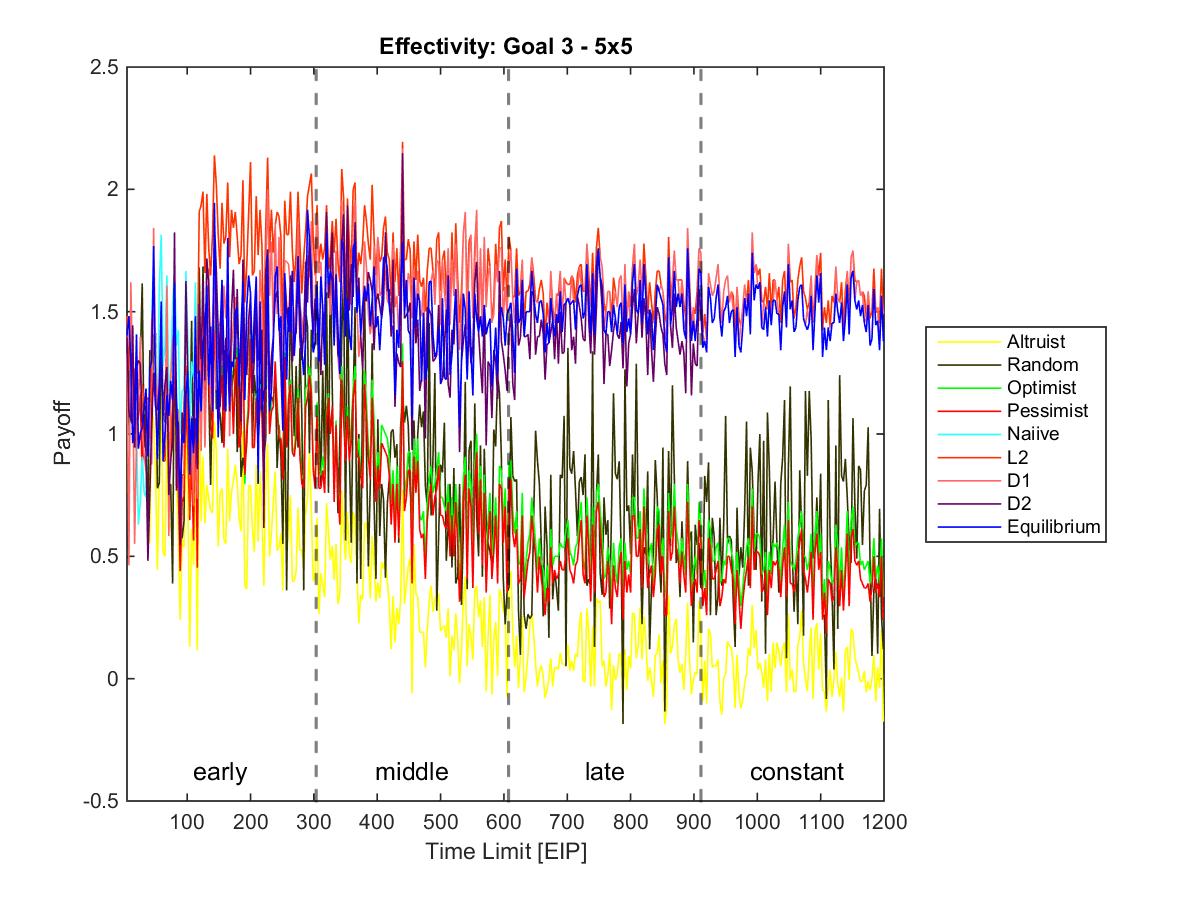 Effectivity: Goal 3 - 5x5
2.5
2
1.5
1
0.5
0
-0.5
Payoff
early middle late constant
100 200 300 400 500 600 700 800 900 1000 1100 1200
Time Limit [EIP]
Altruist
Random
Optimist
Pessimist
Naiive
L2
D1
D2
Equilibrium